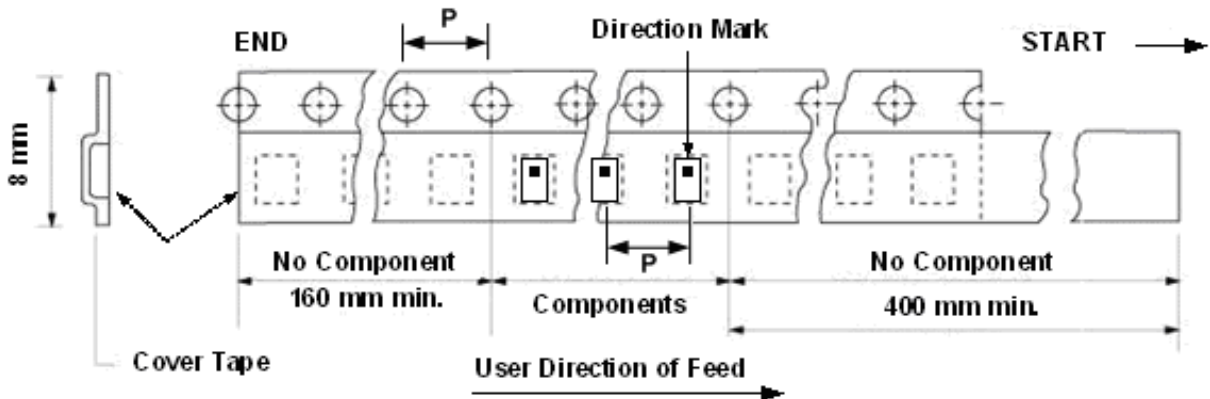 P
Direction Mark
END
START
8 mm
P
No Component
No Component
160 mm min.
Components
400 mm min.
Cover Tape
User Direction of Feed